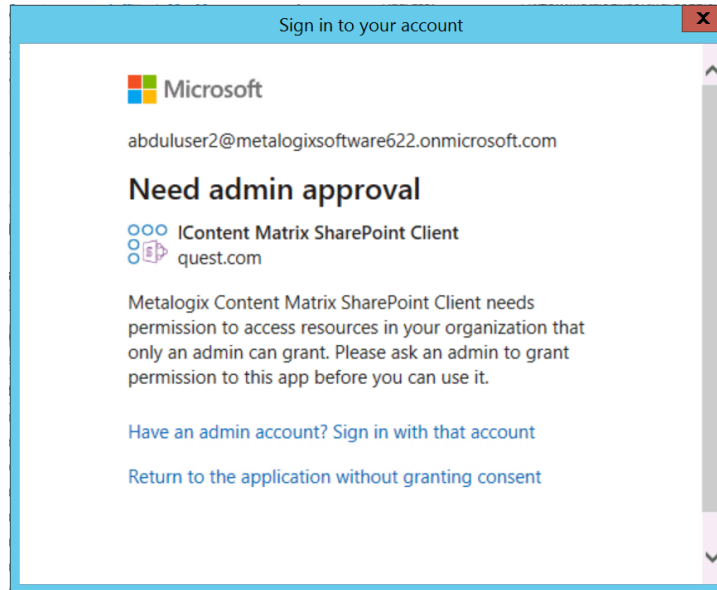 Sign in to your account
X
Microsoft
abduluser2@metalogixsoftware622.onmicrosoft.com
Need admin approval
lContent Matrix SharePoint Client
quest.com
Metalogix Content Matrix SharePoint Client needs
permission to access resources in your organization that
only an admin can grant. Please ask an admin to grant
permission to this app before you can use it.
Have an admin account? Sign in with that account
Return to the application without granting consent